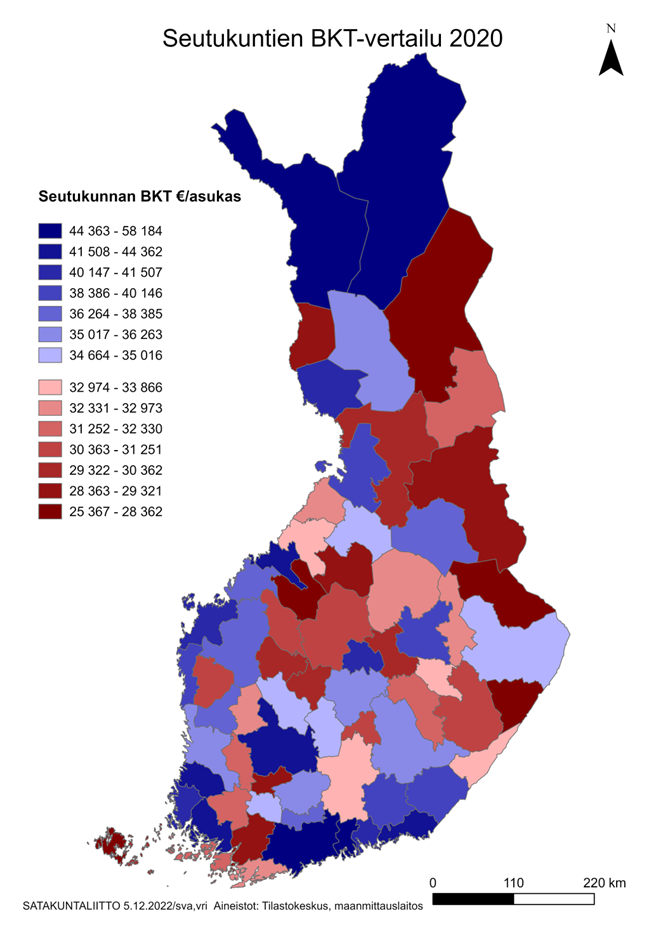 Seutukuntien BKT-vertailu 2020
N
Seutukunnan BKT €/asukas
44 363 - 58 184
41 508 - 44 362
40 147 - 41 507
38 386 - 40 146
36 264 - 38 385
35 017 - 36 263
34 664 - 35 016
32 974 - 33 866
32 331 - 32 973
31 252 - 32 330
30 363 - 31 251
29 322 - 30 362
28 363 - 29 321
25 367 - 28 362
0 110 220 km
SATAKUNTALIITTO 5.12.2022/sva,vri Aineistot: Tilastokeskus, maanmittauslaitos